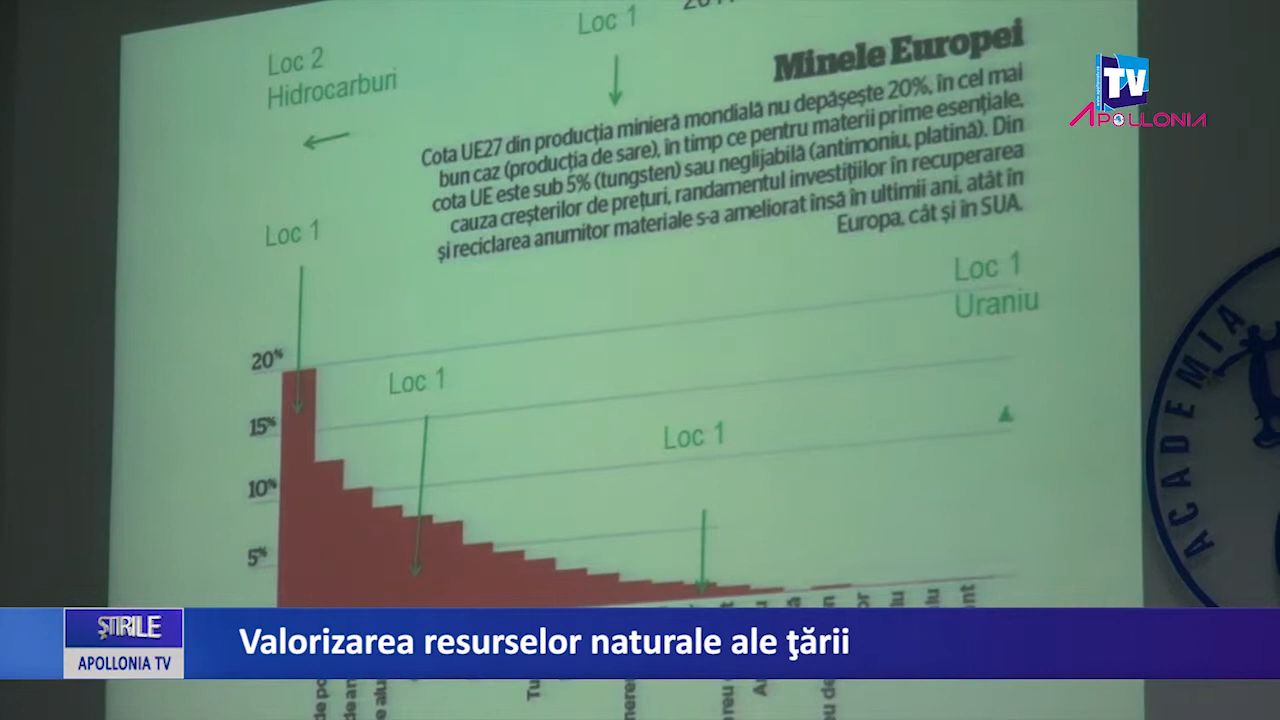 Loc 1
Loc 2
Hidrocarburi
Minele Europei
Cota UE27 din producția minieră mondială nu depășește 20%, în cel mai
bun caz (producția de sare), în timp ce pentru materii prime esențiale,
cota UE este sub 5% (tungsten) sau neglijabilă (antimoniu, platină). Din
cauza creșterilor de prețuri, randamentul investițiilor în recuperarea
și reciclarea anumitor materiale s-a ameliorat însă în ultimii ani, atât în
Europa, cât și în SUA.
TV
APOLLONIA
Loc 1
Loc 1
Uraniu
20%
Loc 1
15%
Loc 1
10%
5%
ACADEMIA
ŞTIRILE
APOLLONIA TV
Valorizarea resurselor naturale ale ţării